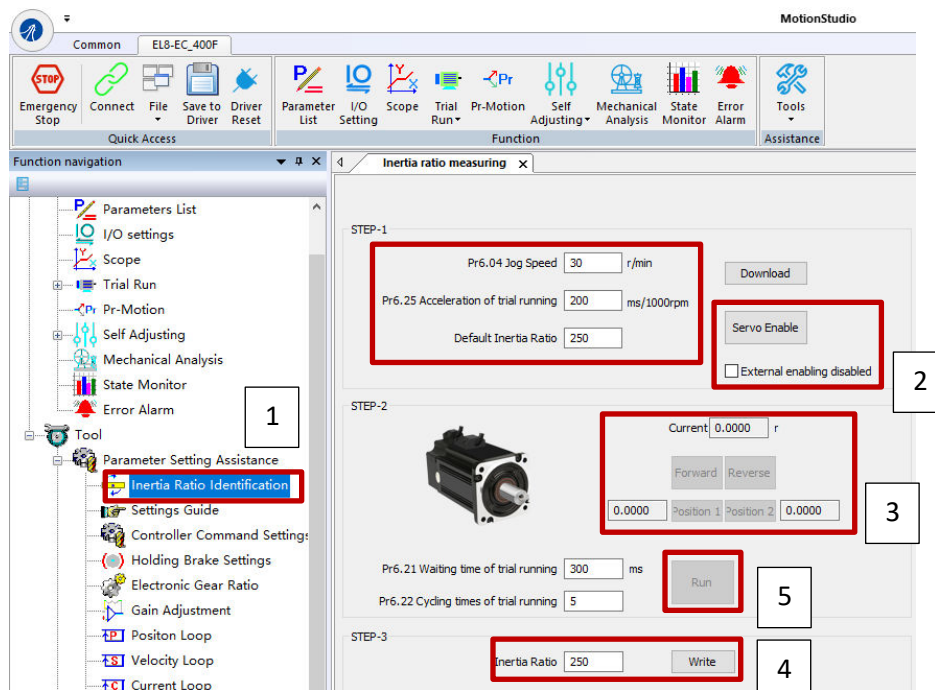 MotionStudio
Common EL8-EC_400F
STOP
Emergency Stop Connect File Save to Driver Driver Reset Parameter List I/O Setting Scope Trial Run Pr-Motion Self Adjusting Mechanical Analysis State Monitor Error Alarm Tools
Quick Access Function Assistance
Function navigation
Inertia ratio measuring x
Parameters List
I/O settings
Scope
Trial Run
Pr-Motion
Self Adjusting
Mechanical Analysis
State Monitor
Error Alarm
Tool
Parameter Setting Assistance
Inertia Ratio Identification
Settings Guide
Controller Command Settings
Holding Brake Settings
Electronic Gear Ratio
Gain Adjustment
Positon Loop
Velocity Loop
Current Loop
1
STEP-1
Pr6.04 Jog Speed 30 r/min
Download
Pr6.25 Acceleration of trial running 200 ms/1000rpm
Servo Enable
Default Inertia Ratio 250
External enabling disabled
2
STEP-2
Current 0.0000 r
Forward Reverse
0.0000 Position 1 Position 2 0.0000
3
Pr6.21 Waiting time of trial running 300 ms
Run
Pr6.22 Cycling times of trial running 5
5
STEP-3
Inertia Ratio 250 Write
4